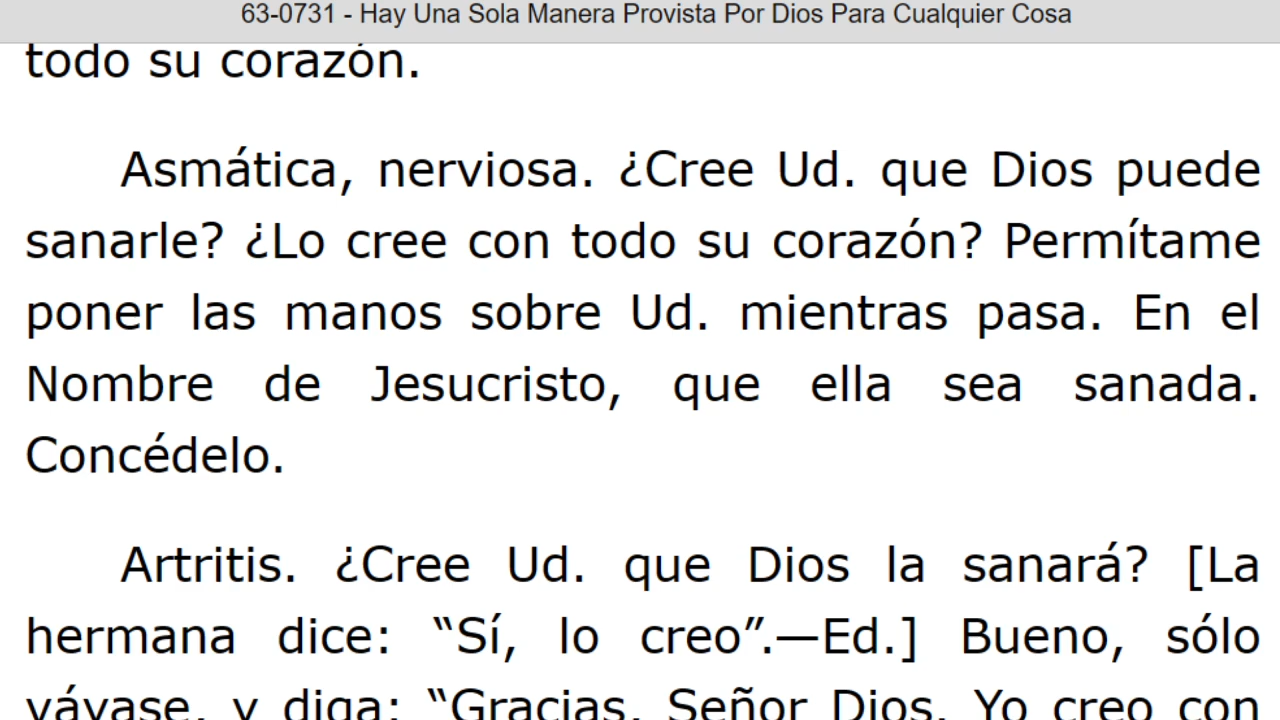 63-0731 - Hay Una Sola Manera Provista Por Dios Para Cualquier Cosa
todo su corazón.
Asmática, nerviosa. ¿Cree Ud. que Dios puede
sanarle? ¿Lo cree con todo su corazón? Permítame
poner las manos sobre Ud. mientras pasa. En el
Nombre de Jesucristo, que ella sea sanada.
Concédelo.
Artritis. ¿Cree Ud. que Dios la sanará? [La
hermana dice: “Sí, lo creo”.—Ed.] Bueno, sólo
váyase, y diga: “Gracias, Señor Dios. Yo creo con